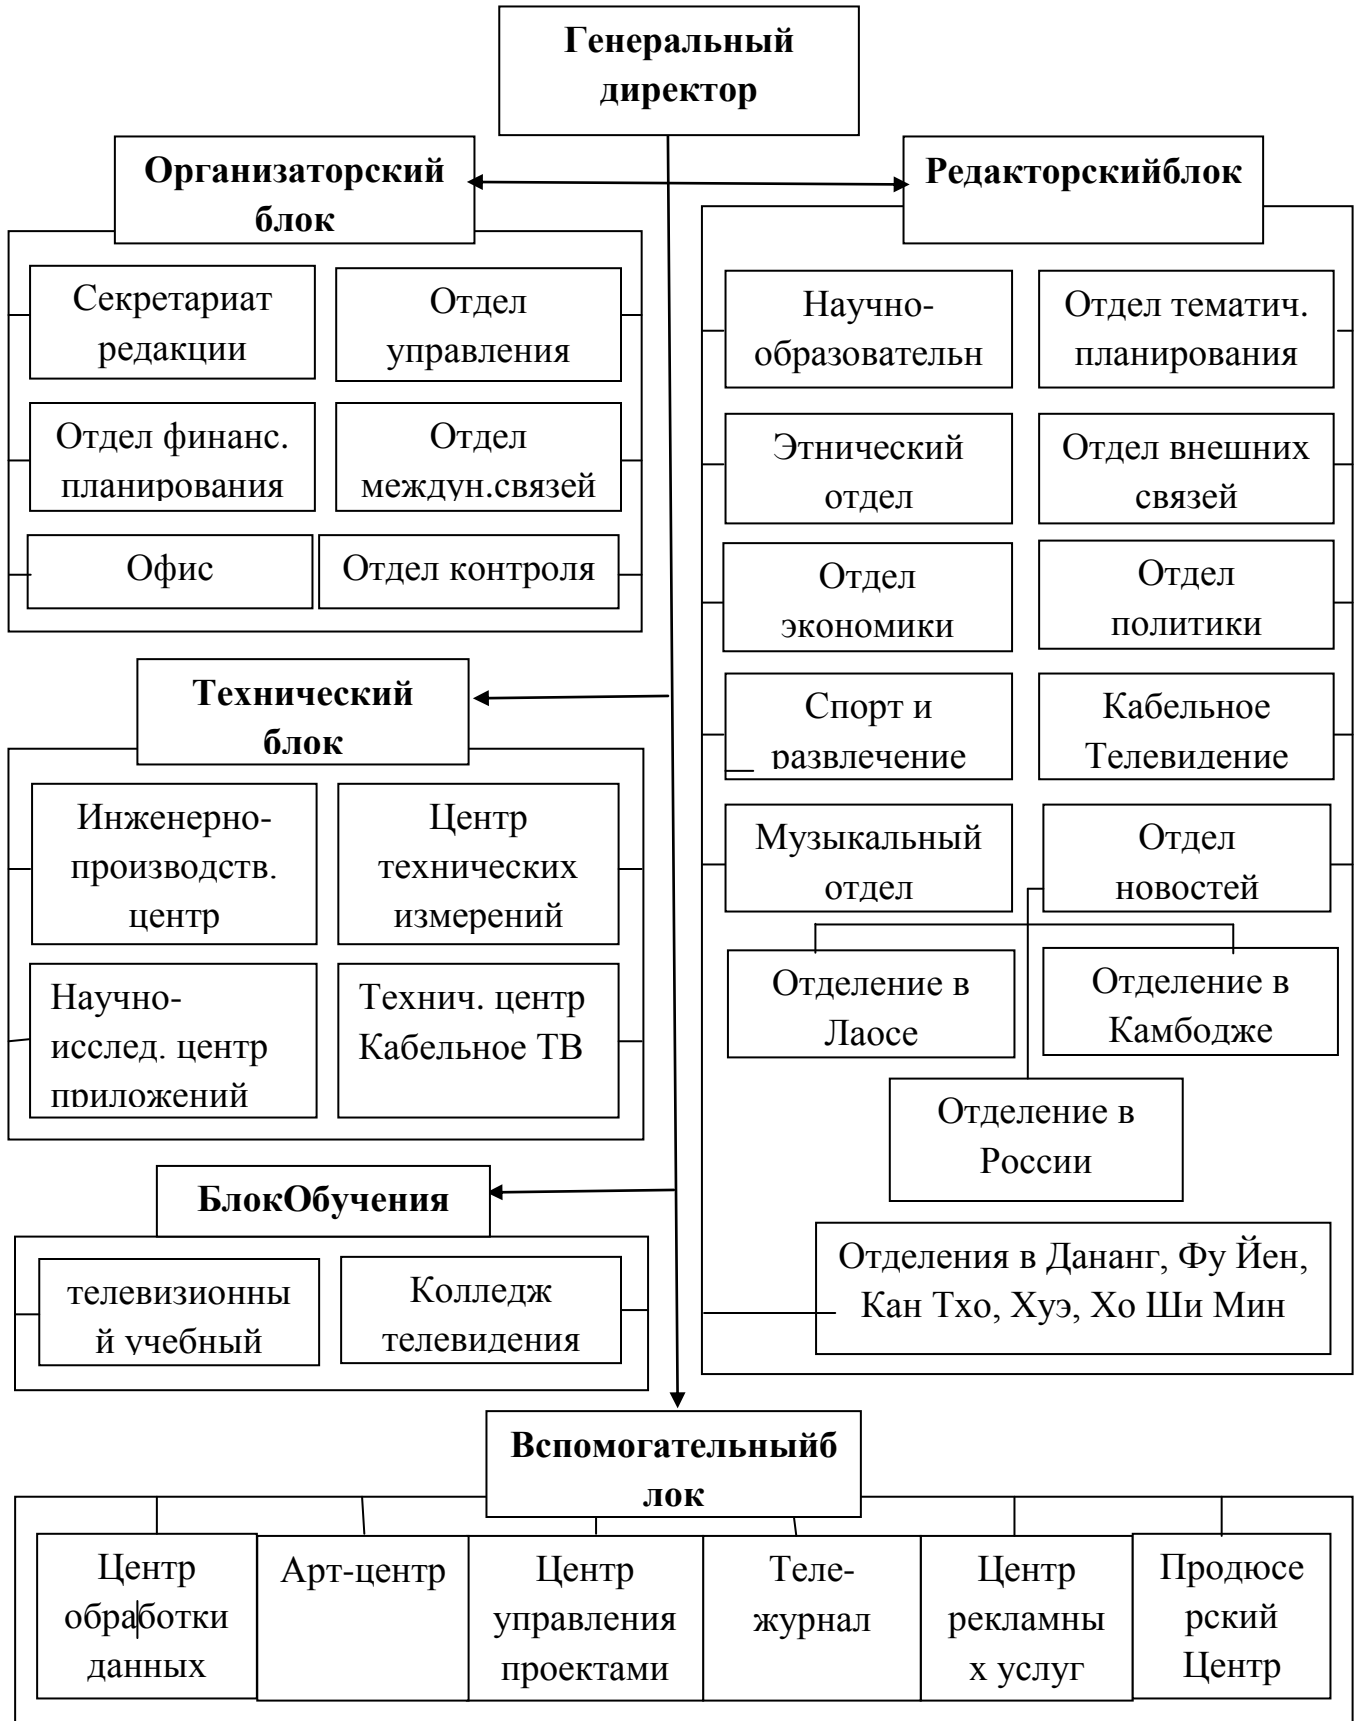 Генеральный
директор
Организаторский
блок
Редакторскийблок
Секретариат
редакции
Отдел
управления
Отдел финанс.
планирования
Отдел
междун.связей
Офис
Отдел контроля
Научно-
образовательн
Отдел тематич.
планирования
Этнический
отдел
Отдел внешних
связей
Отдел
экономики
Отдел
политики
Спорт и
развлечение
Кабельное
Телевидение
Музыкальный
отдел
Отдел
новостей
Отделение в
Лаосе
Отделение в
Камбодже
Отделение в
России
Отделения в Дананг, Фу Йен,
Кан Тхо, Хуэ, Хо Ши Мин
Технический
блок
Инженерно-
производств.
центр
Центр
технических
измерений
Научно-
исслед. центр
приложений
Технич. центр
Кабельное ТВ
БлокОбучения
телевизионны
й учебный
Колледж
телевидения
Вспомогательныйб
лок
Центр
обработки
данных
Арт-центр
Центр
управления
проектами
Теле-
журнал
Центр
рекламны
х услуг
Продюсе
рский
Центр